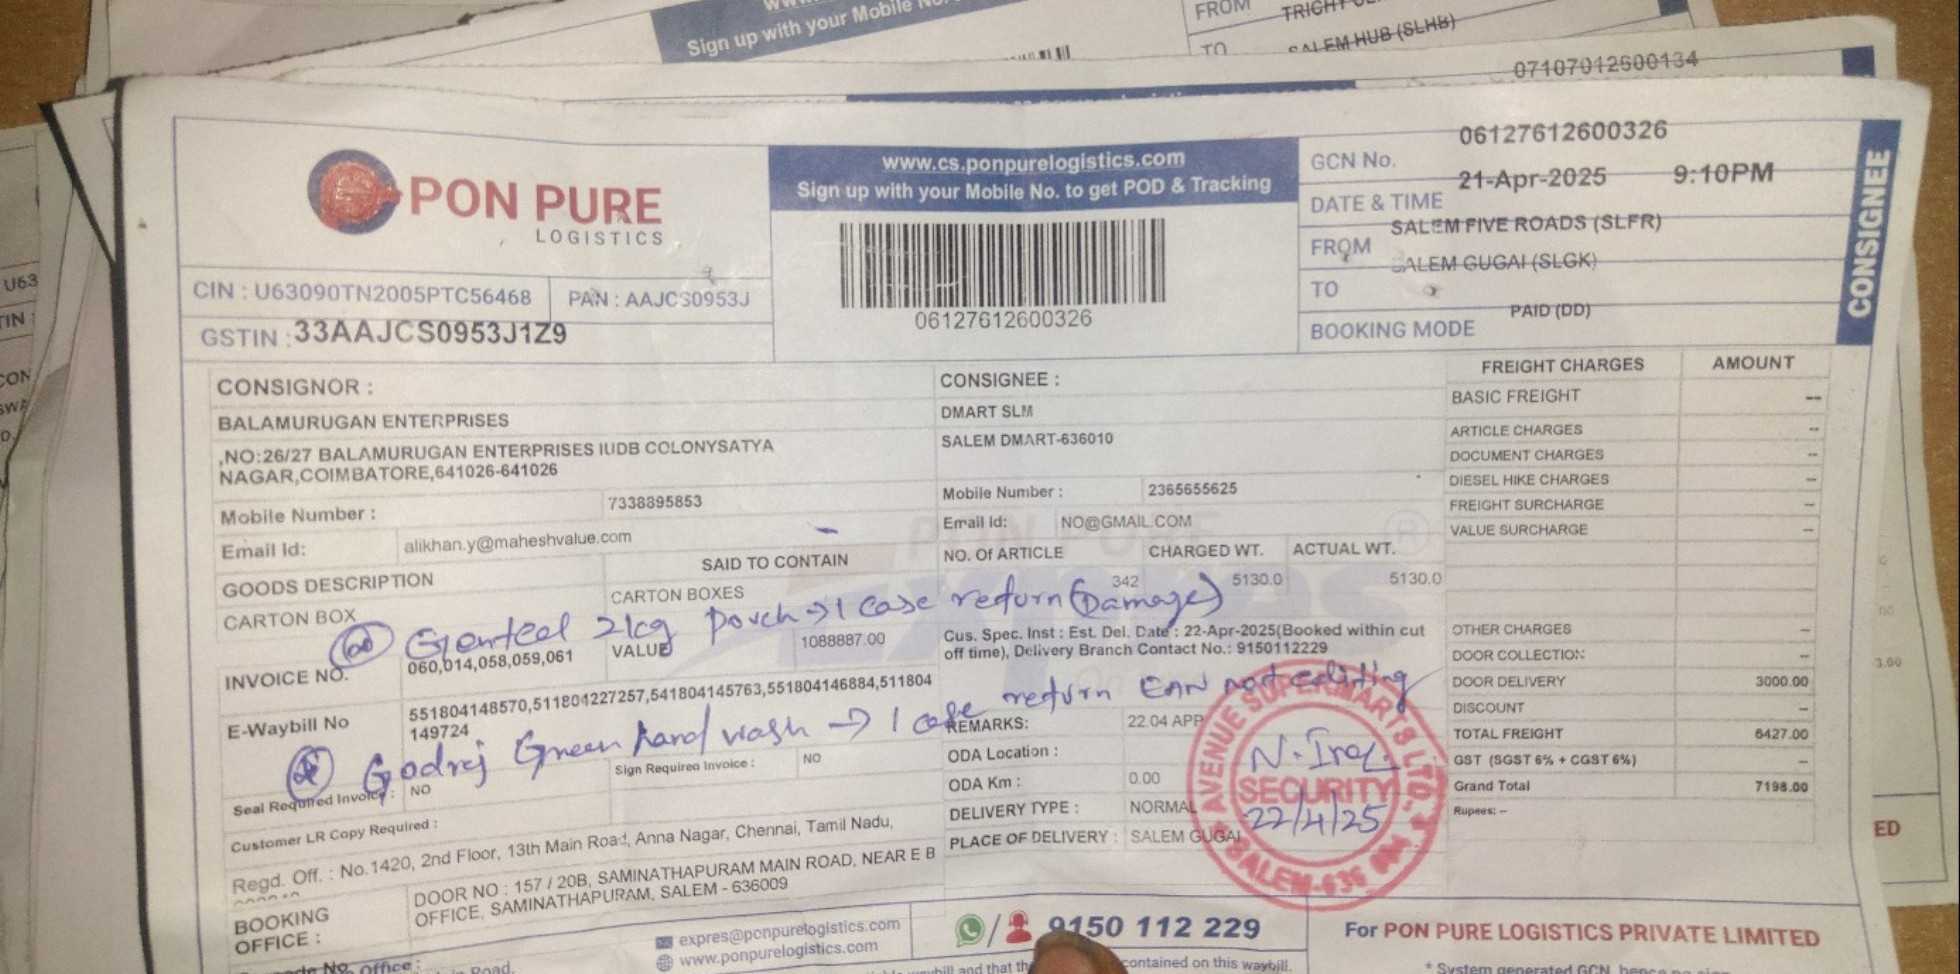 Sign up with your Mobile No.
FROM
TO
SALEM HUB (SLHB)
07107012600134
PON PURE
LOGISTICS
CIN : U63090TN2005PTC56468
PAN : AAJCS0953J
GSTIN : 33AAJCS0953J1Z9
www.cs.ponpurelogistics.com
Sign up with your Mobile No. to get POD & Tracking
06127612600326
GCN No. 06127612600326
DATE & TIME 21-Apr-2025 9:10PM
FROM SALEM FIVE ROADS (SLFR)
TO SALEM GUGAI (SLGK)
BOOKING MODE PAID (DD)
CONSIGNEE
CONSIGNOR :
BALAMURUGAN ENTERPRISES
,NO:26/27 BALAMURUGAN ENTERPRISES IUDB COLONYSATYA
NAGAR,COIMBATORE,641026-641026
Mobile Number : 7338895853
Email Id: alikhan.y@maheshvalue.com
GOODS DESCRIPTION SAID TO CONTAIN
CARTON BOX CARTON BOXES
CONSIGNEE :
DMART SLM
SALEM DMART-636010
Mobile Number : 2365655625
Email Id: NO@GMAIL.COM
NO. Of ARTICLE CHARGED WT. ACTUAL WT.
342 5130.0 5130.0
Genteel 2kg pouch → 1 case return (Damage)
INVOICE NO. 060,014,058,059,061 VALUE 1088887.00
Cus. Spec. Inst : Est. Del. Date : 22-Apr-2025(Booked within cut
off time), Delivery Branch Contact No.: 9150112229
E-Waybill No 551804148570,511804227257,541804145763,551804146884,511804
149724
Godrej Green hand wash → 1 case return EAN not
Seal Required Invoice : NO
Sign Required Invoice : NO
Customer LR Copy Required :
REMARKS: 22.04 APP
ODA Location :
ODA Km : 0.00
DELIVERY TYPE : NORMAL
PLACE OF DELIVERY : SALEM GUGAI
AVENUE SUPERMARTS LTD.
SECURITY
22/4/25
SALEM-636
FREIGHT CHARGES AMOUNT
BASIC FREIGHT --
ARTICLE CHARGES --
DOCUMENT CHARGES --
DIESEL HIKE CHARGES --
FREIGHT SURCHARGE --
VALUE SURCHARGE --
OTHER CHARGES --
DOOR COLLECTION: --
DOOR DELIVERY 3000.00
DISCOUNT --
TOTAL FREIGHT 6427.00
GST (SGST 6% + CGST 6%) --
Grand Total 7198.00
Rupees: --
Regd. Off. : No.1420, 2nd Floor, 13th Main Road, Anna Nagar, Chennai, Tamil Nadu,
BOOKING OFFICE : DOOR NO : 157 / 20B, SAMINATHAPURAM MAIN ROAD, NEAR E B
OFFICE, SAMINATHAPURAM, SALEM - 636009
expres@ponpurelogistics.com
www.ponpurelogistics.com
9150 112 229
For PON PURE LOGISTICS PRIVATE LIMITED
contained on this waybill.
* System generated GCN, hence no